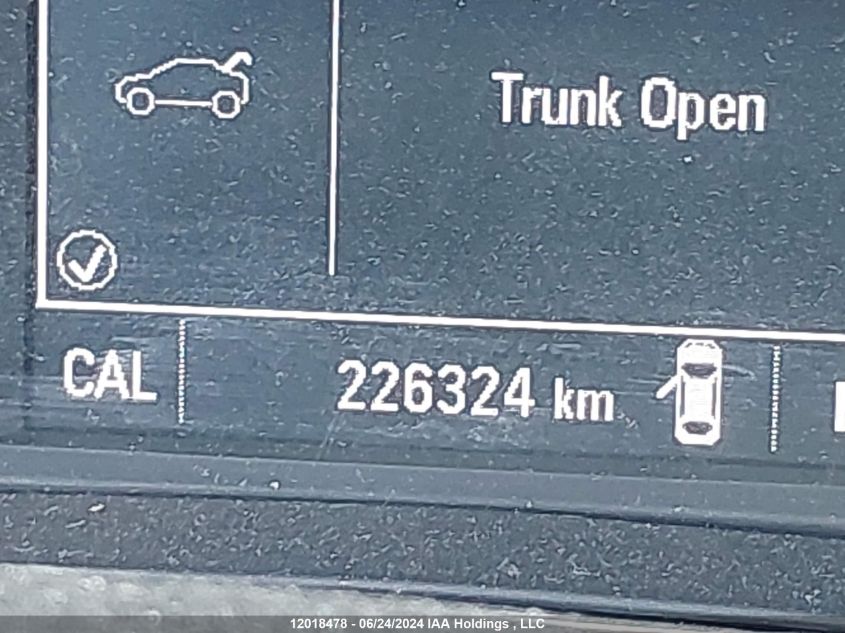 Trunk Open
CAL 226324 km
12018478 - 06/24/2024 IAA Holdings , LLC